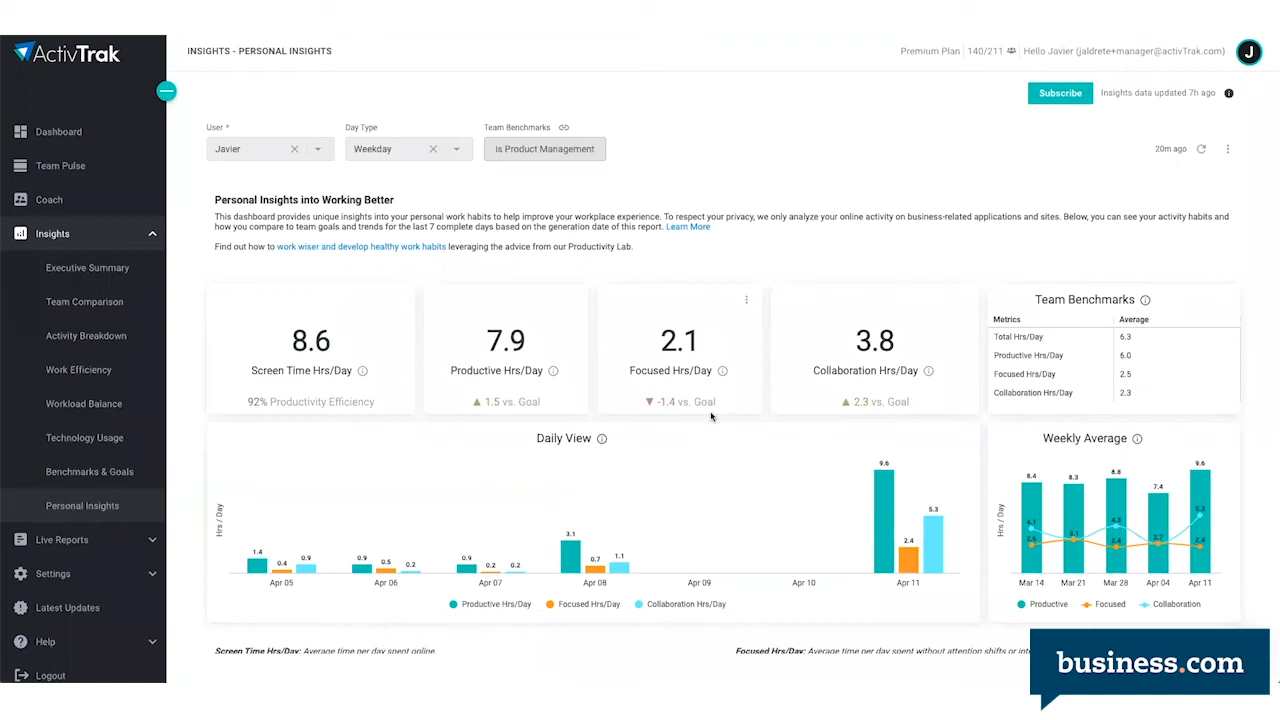 ActivTrak
INSIGHTS - PERSONAL INSIGHTS
Premium Plan
140/211
Hello Javier (jaldrete+manager@activTrak.com)
J
Subscribe
Insights data updated 7h ago
Dashboard
Team Pulse
Coach
Insights
Executive Summary
Team Comparison
Activity Breakdown
Work Efficiency
Workload Balance
Technology Usage
Benchmarks & Goals
Personal Insights
Live Reports
Settings
Latest Updates
Help
Logout
User *
Day Type
Team Benchmarks
Javier
Weekday
is Product Management
20m ago
Personal Insights into Working Better
This dashboard provides unique insights into your personal work habits to help improve your workplace experience. To respect your privacy, we only analyze your online activity on business-related applications and sites. Below, you can see your activity habits and
how you compare to team goals and trends for the last 7 complete days based on the generation date of this report. Learn More
Find out how to work wiser and develop healthy work habits leveraging the advice from our Productivity Lab.
8.6
Screen Time Hrs/Day
92% Productivity Efficiency
7.9
Productive Hrs/Day
▲ 1.5 vs. Goal
2.1
Focused Hrs/Day
▼ -1.4 vs. Goal
3.8
Collaboration Hrs/Day
▲ 2.3 vs. Goal
Team Benchmarks
Metrics Average
Total Hrs/Day 6.3
Productive Hrs/Day 6.0
Focused Hrs/Day 2.5
Collaboration Hrs/Day 2.3
Daily View
Hrs / Day
1.4 0.4 0.9
0.9 0.5 0.2
0.9 0.2 0.2
3.1 0.7 1.1
9.6 2.4 5.3
Apr 05 Apr 06 Apr 07 Apr 08 Apr 09 Apr 10 Apr 11
Productive Hrs/Day Focused Hrs/Day Collaboration Hrs/Day
Weekly Average
Hrs / Day
8.4 8.3 8.8 7.4 9.6
4.1 4.3 5.3
3.1 2.4 2.7 2.4
Mar 14 Mar 21 Mar 28 Apr 04 Apr 11
Productive Focused Collaboration
Screen Time Hrs/Day: Average time per day spent online
Focused Hrs/Day: Average time per day spent without attention shifts or inte
business.com